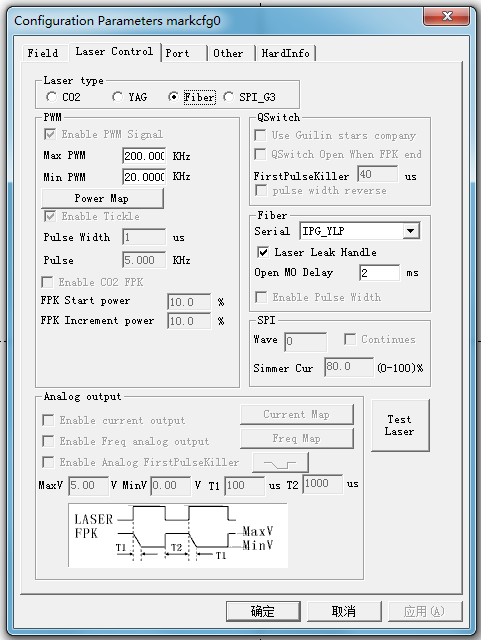 Configuration Parameters markcfg0
Field Laser Control Port Other HardInfo
Laser type
CO2 YAG Fiber SPI_G3
PWM
Enable PWM Signal
Max PWM 200.000 KHz
Min PWM 20.0000 KHz
Power Map
Enable Tickle
Pulse Width 1 us
Pulse 5.000 KHz
Enable CO2 FPK
FPK Start power 10.0 %
FPK Increment power 10.0 %
QSwitch
Use Guilin stars company
QSwitch Open When FPK end
FirstPulseKiller 40 us
pulse width reverse
Fiber
Serial IPG_YLP
Laser Leak Handle
Open MO Delay 2 ms
Enable Pulse Width
SPI
Wave 0 Continues
Simmer Cur 80.0 (0-100)%
Analog output
Enable current output Current Map
Enable Freq analog output Freq Map
Enable Analog FirstPulseKiller
MaxV 5.00 V MinV 0.00 V T1 100 us T2 1000 us
LASER
FPK MaxV
MinV
T1 T2 T1
Test
Laser
确定 取消 应用(A)